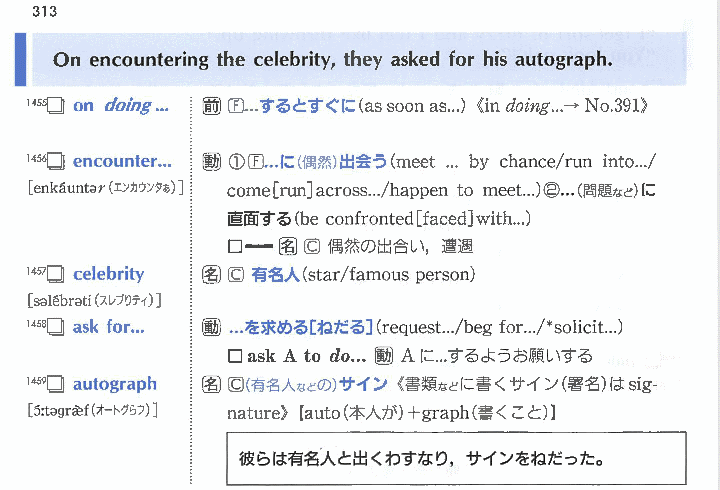 313
On encountering the celebrity, they asked for his autograph.
1455□ on doing ... 前 Ⓕ...するとすぐに(as soon as...)《in doing...→ No.391》
1456□ encounter... 動 ①Ⓕ...に(偶然)出会う(meet ... by chance/run into.../
[enkáuntər(エンカウンタぁ)] come[run]across.../happen to meet...)②...(問題など)に
直面する(be confronted[faced]with...)
□━ 名 Ⓒ 偶然の出合い，遭遇
1457□ celebrity 名 Ⓒ 有名人(star/famous person)
[səlébrəti(スレブリティ)]
1458□ ask for... 動 ...を求める[ねだる](request.../beg for.../*solicit...)
□ ask A to do... 動 Aに...するようお願いする
1459□ autograph 名 Ⓒ(有名人などの)サイン《書類などに書くサイン(署名)は sig-
[ɔ́ːtəgræf(オートグらフ)] nature》[auto(本人が)+graph(書くこと)]
彼らは有名人と出くわすなり，サインをねだった。